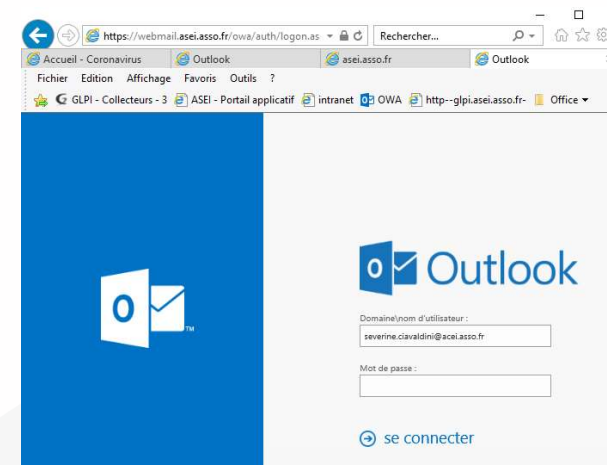 https://webmail.asei.asso.fr/owa/auth/logon.as Rechercher...
Accueil - Coronavirus Outlook asei.asso.fr Outlook
Fichier Edition Affichage Favoris Outils ?
GLPI - Collecteurs - 3 ASEI - Portail applicatif intranet OWA http--glpi.asei.asso.fr- Office
Outlook
Domaine\nom d'utilisateur :
severine.ciavaldini@acei.asso.fr
Mot de passe :
se connecter
TM